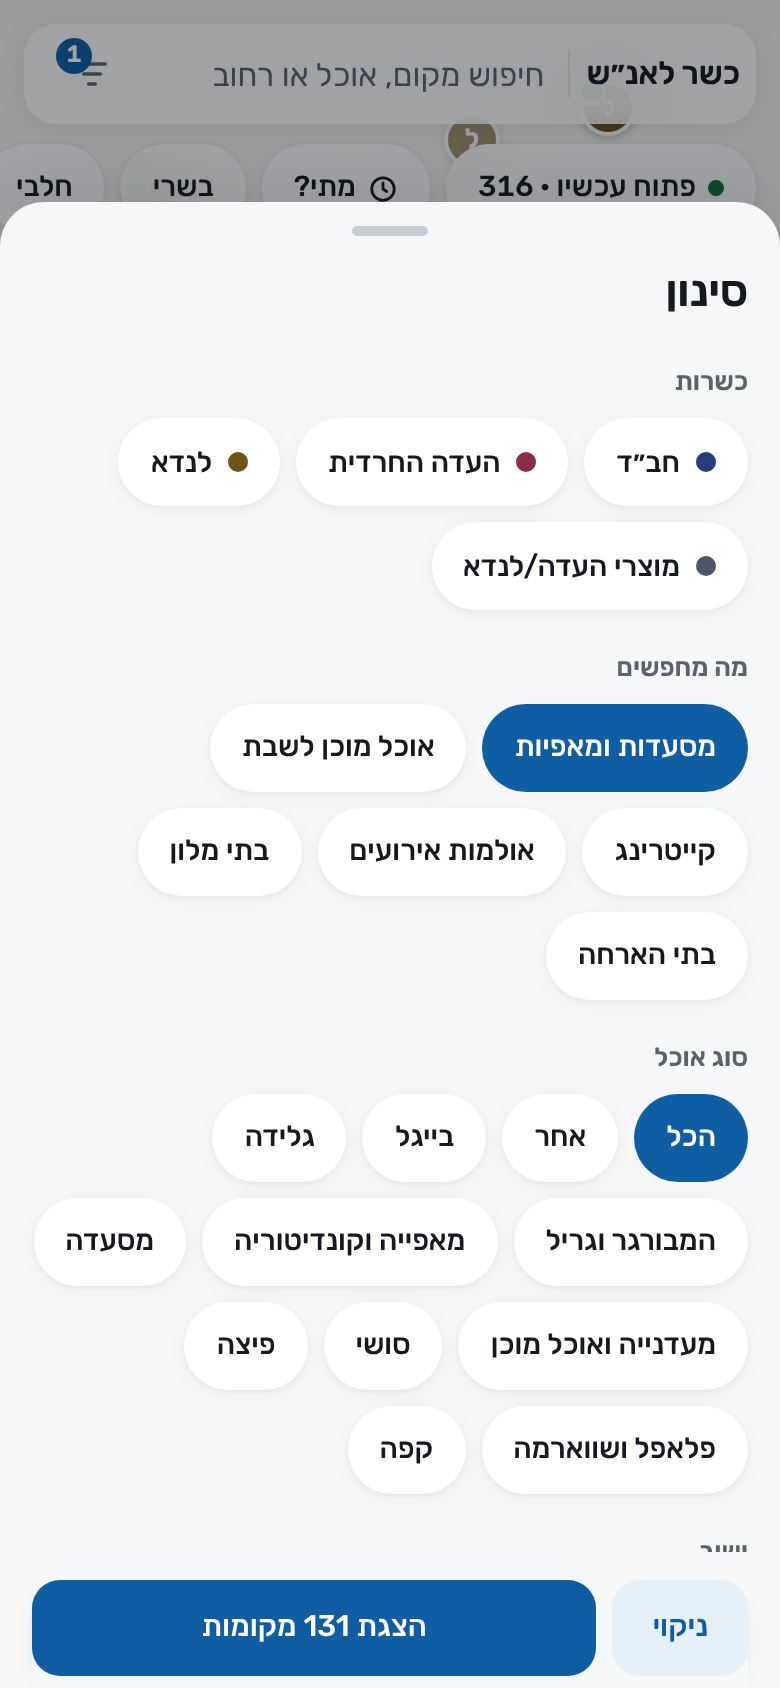 כשר לאנ״ש
חיפוש מקום, אוכל או רחוב
1
ל
פתוח עכשיו • 316
מתי?
בשרי
חלבי
סינון
כשרות
חב״ד
העדה החרדית
לנדא
מוצרי העדה/לנדא
מה מחפשים
מסעדות ומאפיות
אוכל מוכן לשבת
קייטרינג
אולמות אירועים
בתי מלון
בתי הארחה
סוג אוכל
הכל
אחר
בייגל
גלידה
המבורגר וגריל
מאפייה וקונדיטוריה
מסעדה
מעדנייה ואוכל מוכן
סושי
פיצה
פלאפל ושווארמה
קפה
ניקוי
הצגת 131 מקומות